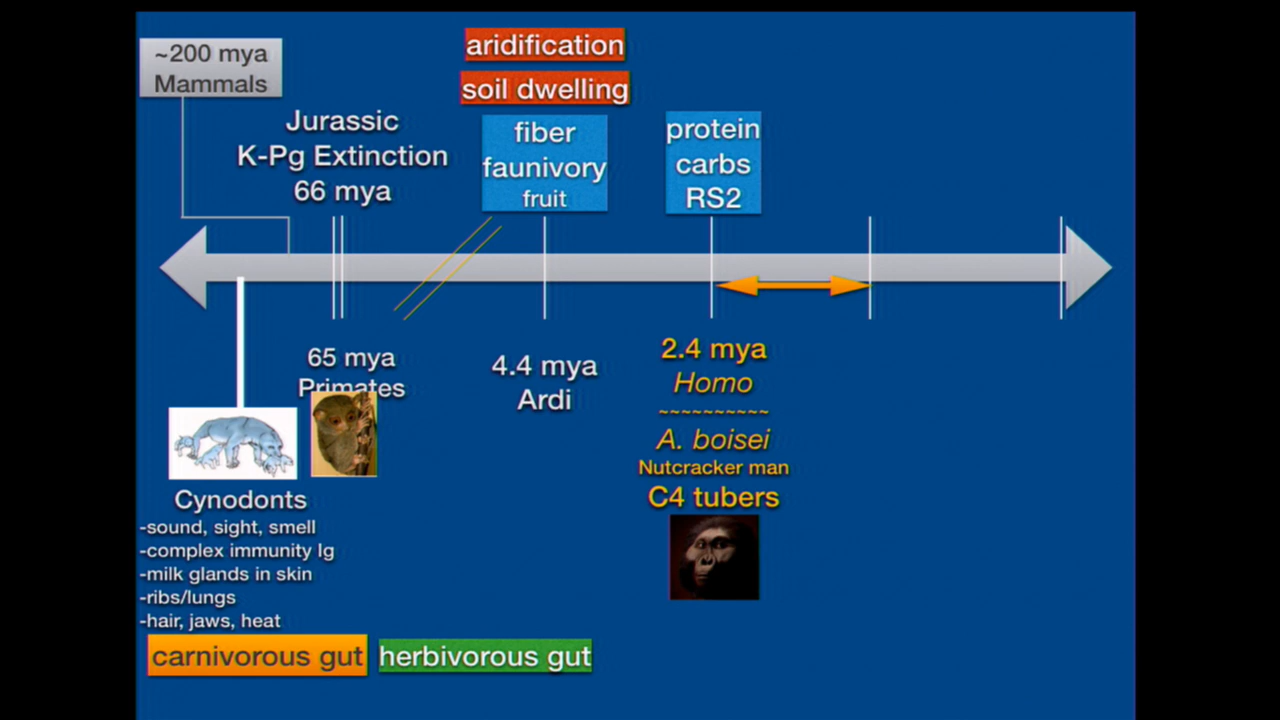 ~200 mya
Mammals
Jurassic
K-Pg Extinction
66 mya
aridification
soil dwelling
fiber
faunivory
fruit
protein
carbs
RS2
65 mya
Primates
4.4 mya
Ardi
2.4 mya
Homo
~~~~~~~~~~
A. boisei
Nutcracker man
C4 tubers
Cynodonts
-sound, sight, smell
-complex immunity Ig
-milk glands in skin
-ribs/lungs
-hair, jaws, heat
carnivorous gut
herbivorous gut